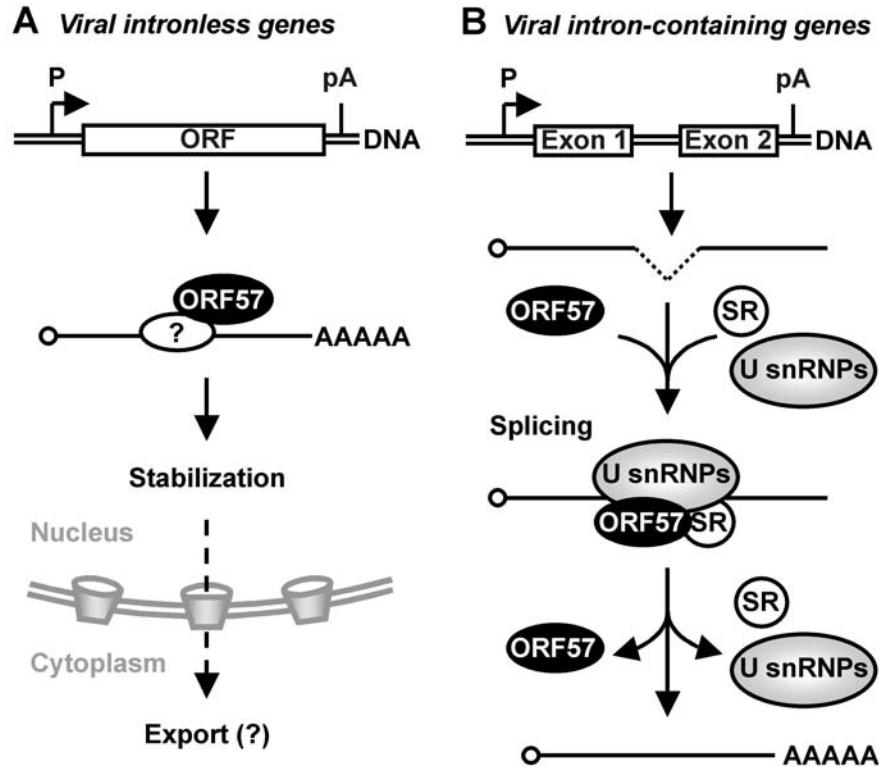 A Viral intronless genes
P
pA
ORF
DNA
ORF57
?
AAAAA
Stabilization
Nucleus
Cytoplasm
Export (?)
B Viral intron-containing genes
P
pA
Exon 1
Exon 2
DNA
ORF57
SR
U snRNPs
Splicing
U snRNPs
ORF57
SR
SR
ORF57
U snRNPs
AAAAA